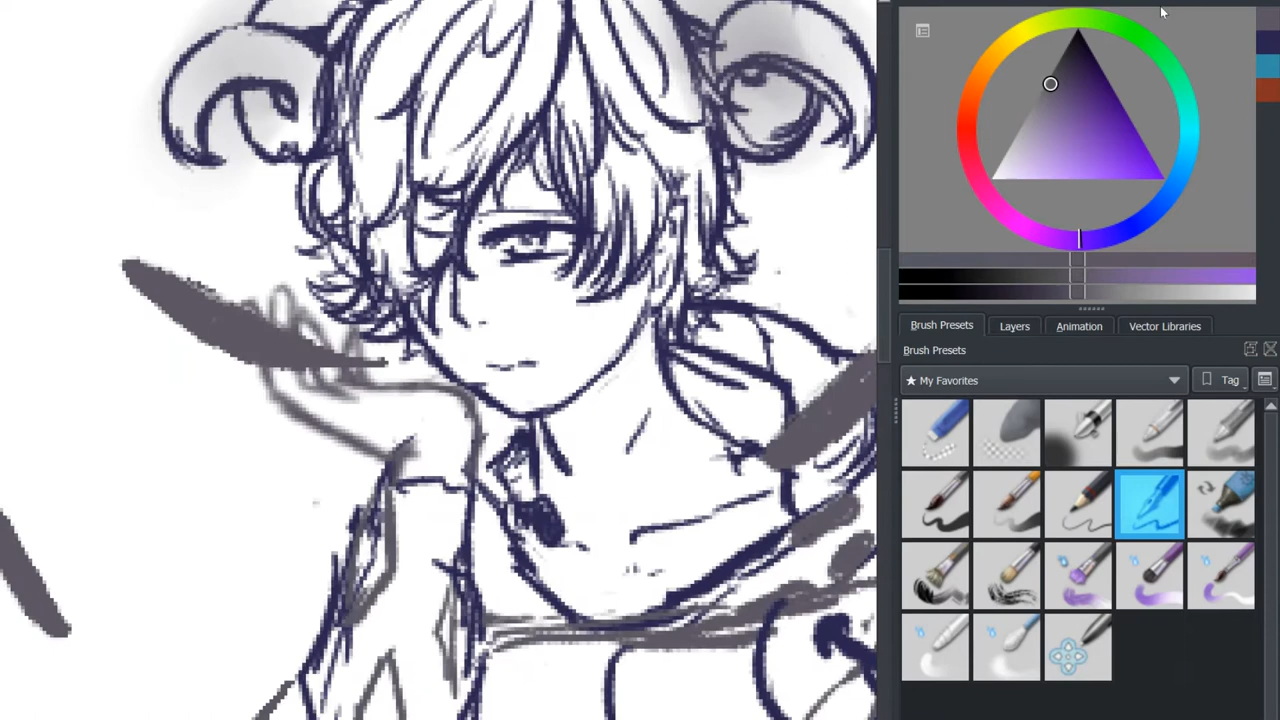 Brush Presets
Layers
Animation
Vector Libraries
Brush Presets
★ My Favorites
Tag